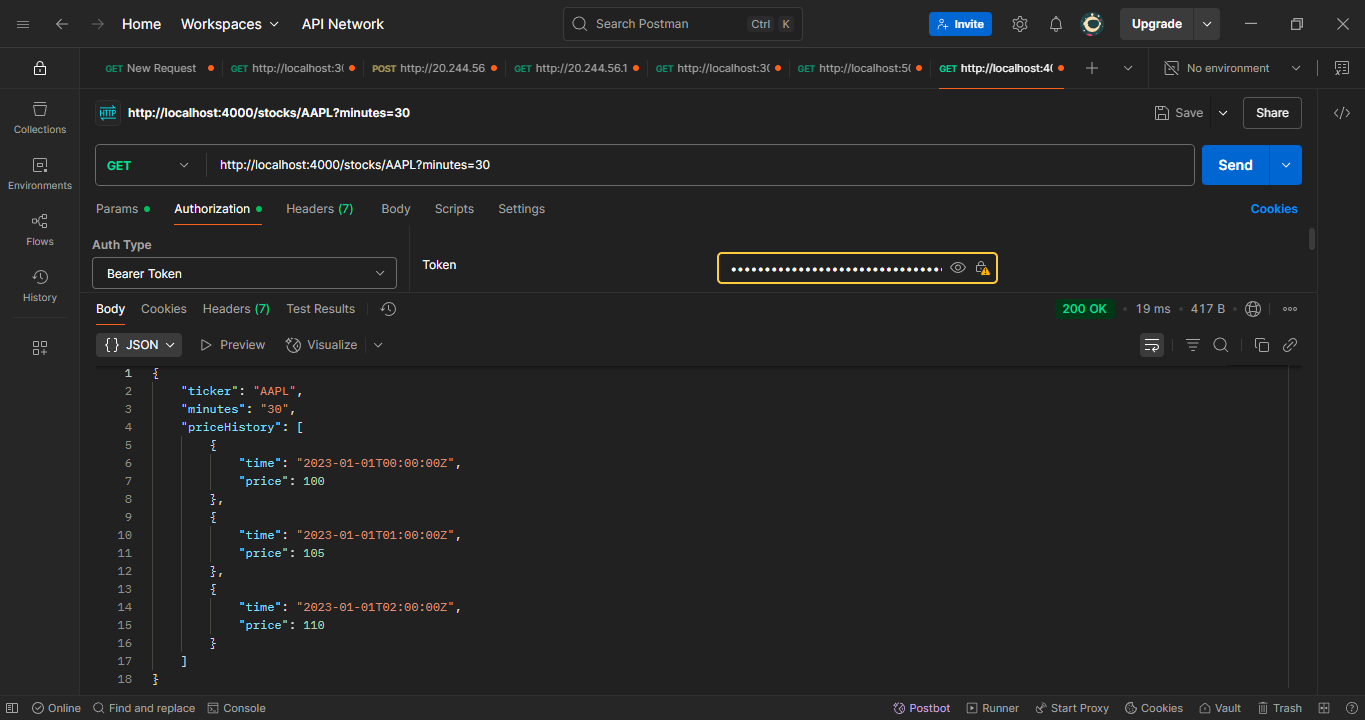 Home Workspaces API Network Search Postman Ctrl K Invite Upgrade
GET New Request GET http://localhost:30 POST http://20.244.56. GET http://20.244.56.1 GET http://localhost:30 GET http://localhost:50 GET http://localhost:40 No environment
HTTP http://localhost:4000/stocks/AAPL?minutes=30 Save Share
Collections
Environments
Flows
History
GET http://localhost:4000/stocks/AAPL?minutes=30 Send
Params Authorization Headers (7) Body Scripts Settings Cookies
Auth Type
Bearer Token
Token
Body Cookies Headers (7) Test Results 200 OK 19 ms 417 B
{ } JSON Preview Visualize
1 {
2 "ticker": "AAPL",
3 "minutes": "30",
4 "priceHistory": [
5 {
6 "time": "2023-01-01T00:00:00Z",
7 "price": 100
8 },
9 {
10 "time": "2023-01-01T01:00:00Z",
11 "price": 105
12 },
13 {
14 "time": "2023-01-01T02:00:00Z",
15 "price": 110
16 }
17 ]
18 }
Online Find and replace Console Postbot Runner Start Proxy Cookies Vault Trash